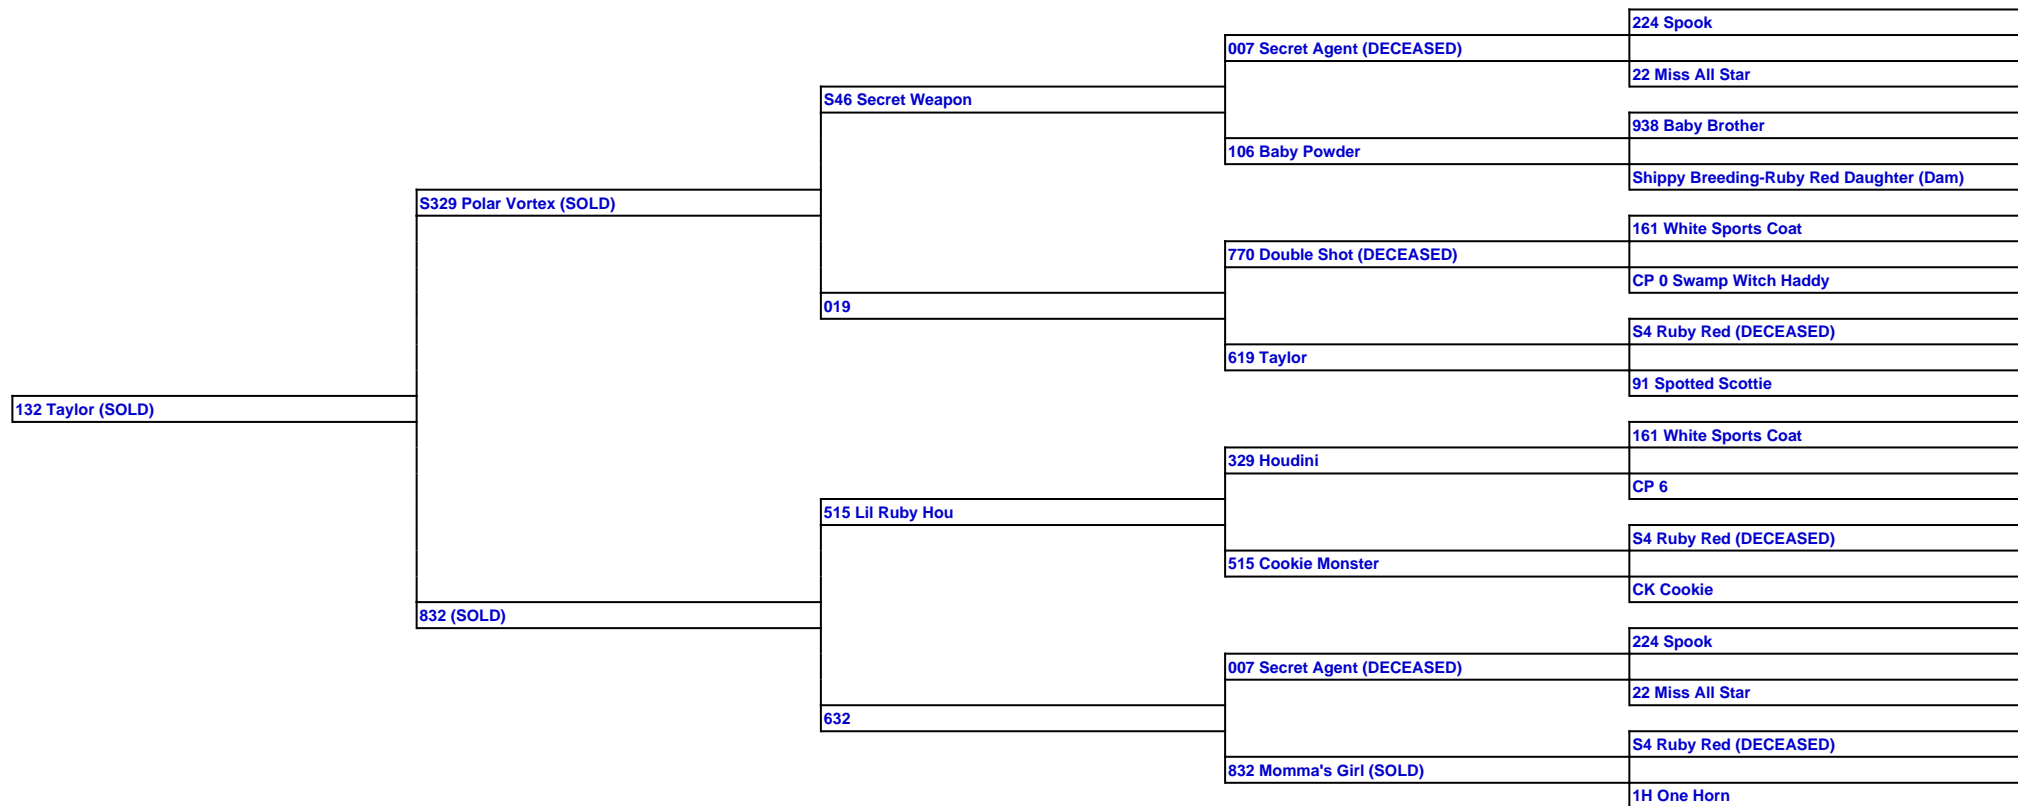 224 Spook
007 Secret Agent (DECEASED)
22 Miss All Star
S46 Secret Weapon
938 Baby Brother
106 Baby Powder
Shippy Breeding-Ruby Red Daughter (Dam)
S329 Polar Vortex (SOLD)
161 White Sports Coat
770 Double Shot (DECEASED)
CP 0 Swamp Witch Haddy
019
S4 Ruby Red (DECEASED)
619 Taylor
91 Spotted Scottie
132 Taylor (SOLD)
161 White Sports Coat
329 Houdini
CP 6
515 Lil Ruby Hou
S4 Ruby Red (DECEASED)
515 Cookie Monster
CK Cookie
832 (SOLD)
224 Spook
007 Secret Agent (DECEASED)
22 Miss All Star
632
S4 Ruby Red (DECEASED)
832 Momma's Girl (SOLD)
1H One Horn